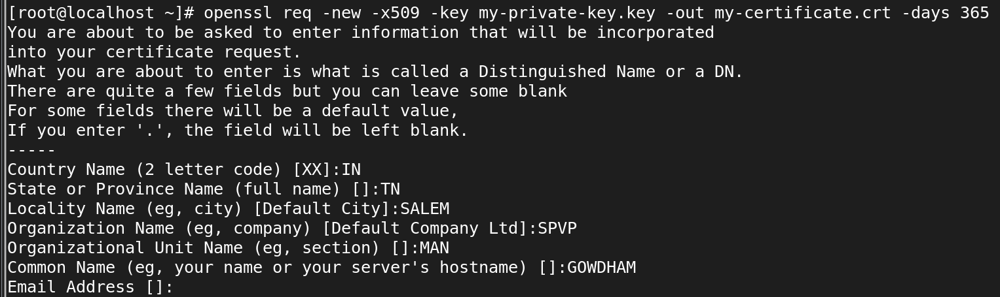 [root@localhost ~]# openssl req -new -x509 -key my-private-key.key -out my-certificate.crt -days 365
You are about to be asked to enter information that will be incorporated
into your certificate request.
What you are about to enter is what is called a Distinguished Name or a DN.
There are quite a few fields but you can leave some blank
For some fields there will be a default value,
If you enter '.', the field will be left blank.
-----
Country Name (2 letter code) [XX]:IN
State or Province Name (full name) []:TN
Locality Name (eg, city) [Default City]:SALEM
Organization Name (eg, company) [Default Company Ltd]:SPVP
Organizational Unit Name (eg, section) []:MAN
Common Name (eg, your name or your server's hostname) []:GOWDHAM
Email Address []: